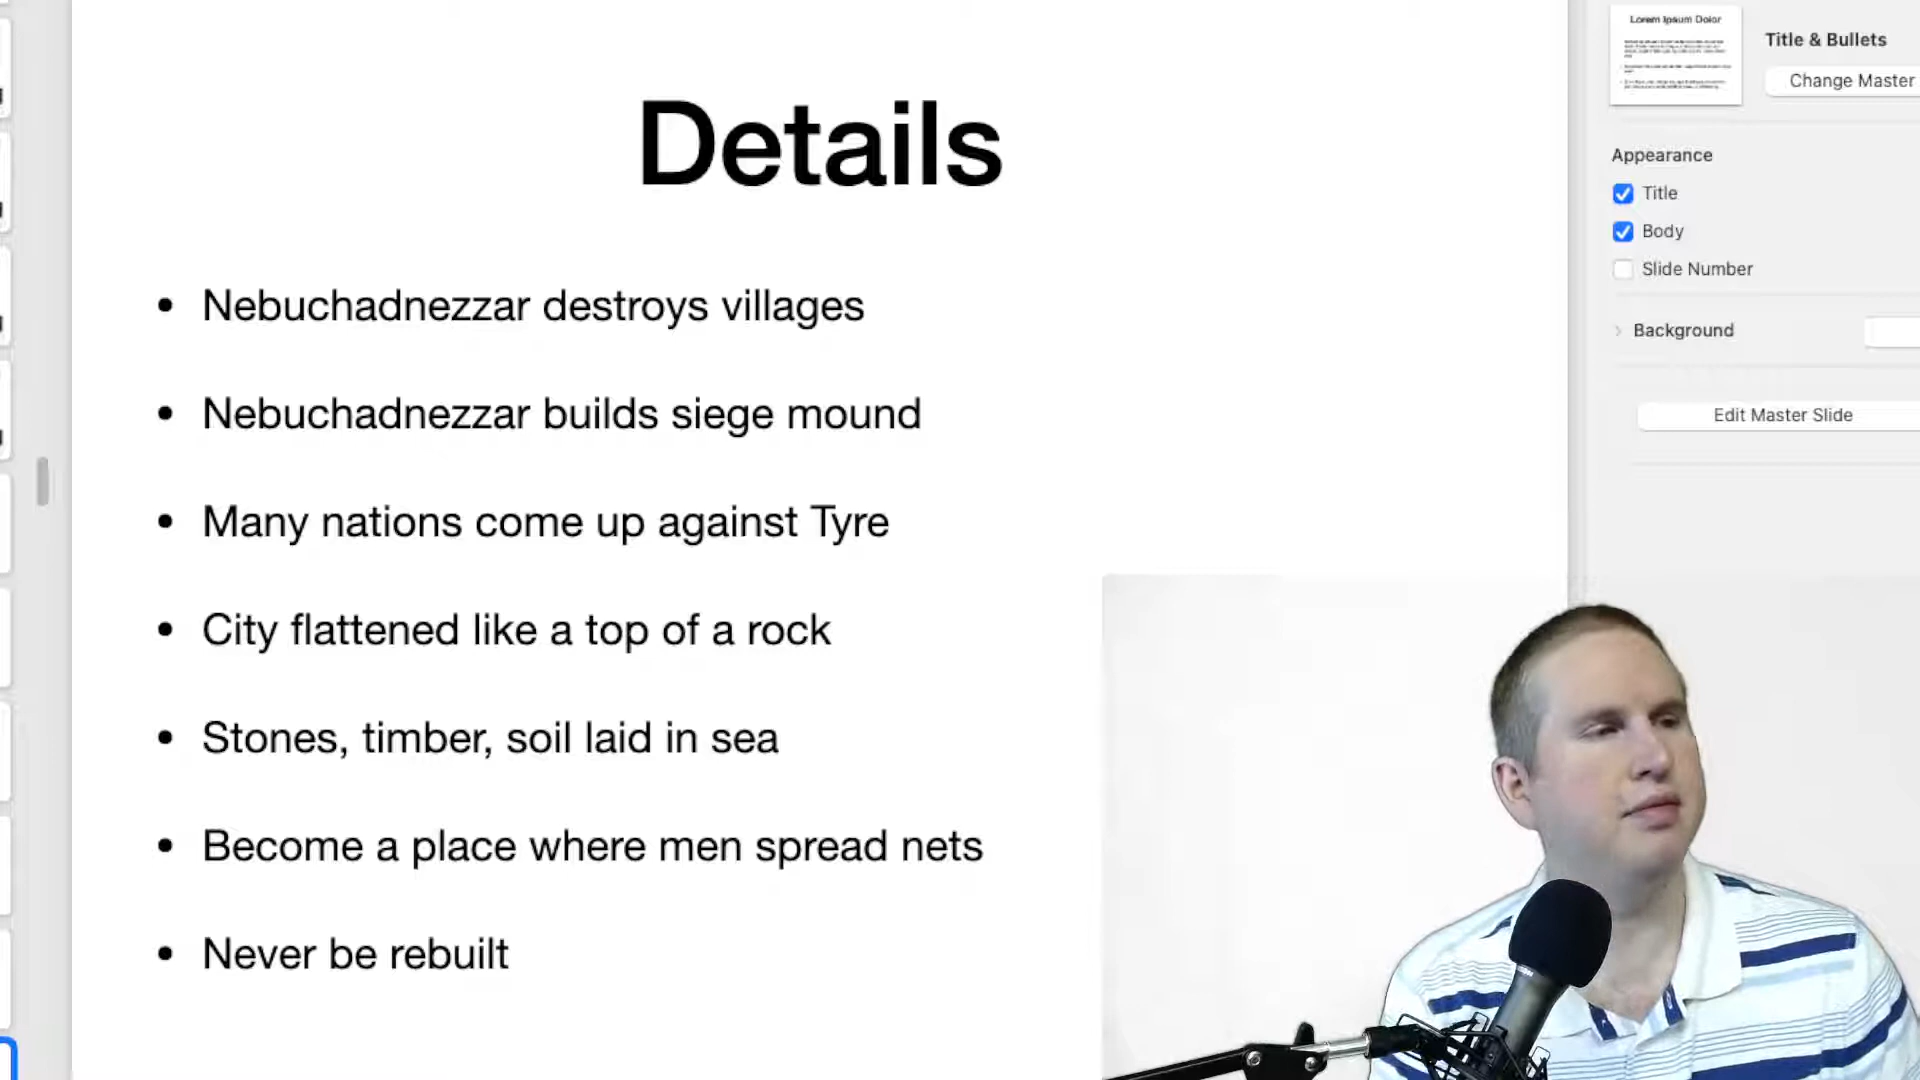 Details
• Nebuchadnezzar destroys villages
• Nebuchadnezzar builds siege mound
• Many nations come up against Tyre
• City flattened like a top of a rock
• Stones, timber, soil laid in sea
• Become a place where men spread nets
• Never be rebuilt
Lorem Ipsum Dolor
Title & Bullets
Change Master
Appearance
Title
Body
Slide Number
Background
Edit Master Slide